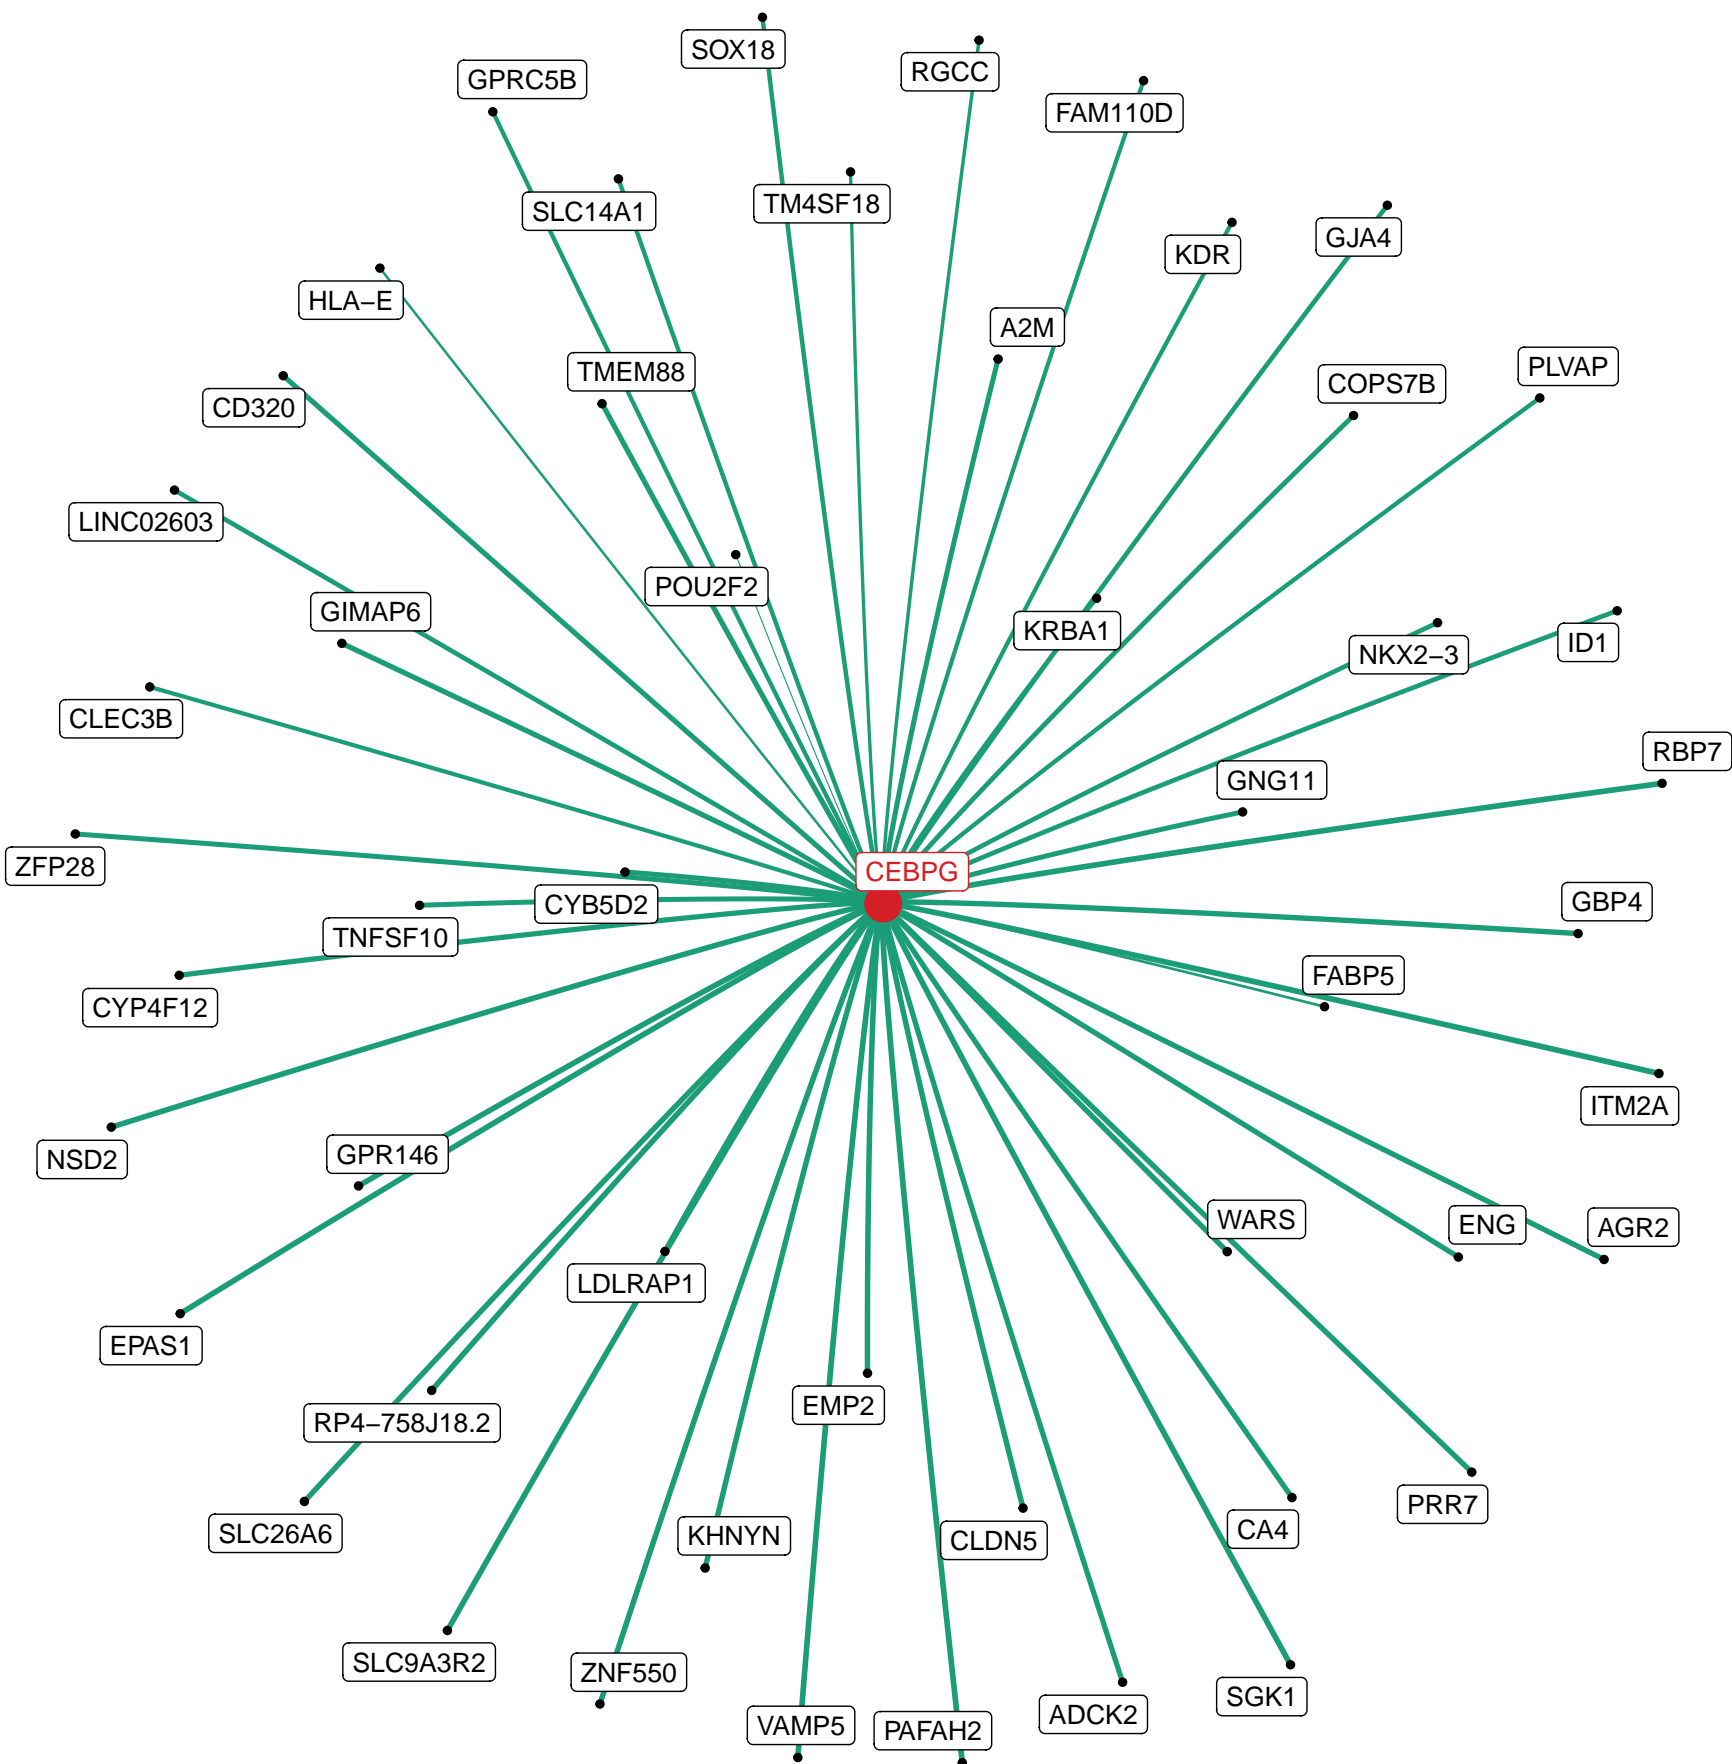 SOX18
RGCC
GPRC5B
FAM110D
TM4SF18
SLC14A1
GJA4
KDR
HLA−E
A2M
PLVAP
TMEM88
COPS7B
CD320
LINC02603
POU2F2
GIMAP6
KRBA1
ID1
NKX2−3
CLEC3B
RBP7
GNG11
ZFP28
CEBPG
GBP4
CYB5D2
TNFSF10
FABP5
CYP4F12
ITM2A
GPR146
NSD2
WARS
ENG
AGR2
LDLRAP1
EPAS1
EMP2
RP4−758J18.2
PRR7
CA4
SLC26A6
KHNYN
CLDN5
SLC9A3R2
ZNF550
SGK1
ADCK2
VAMP5
PAFAH2